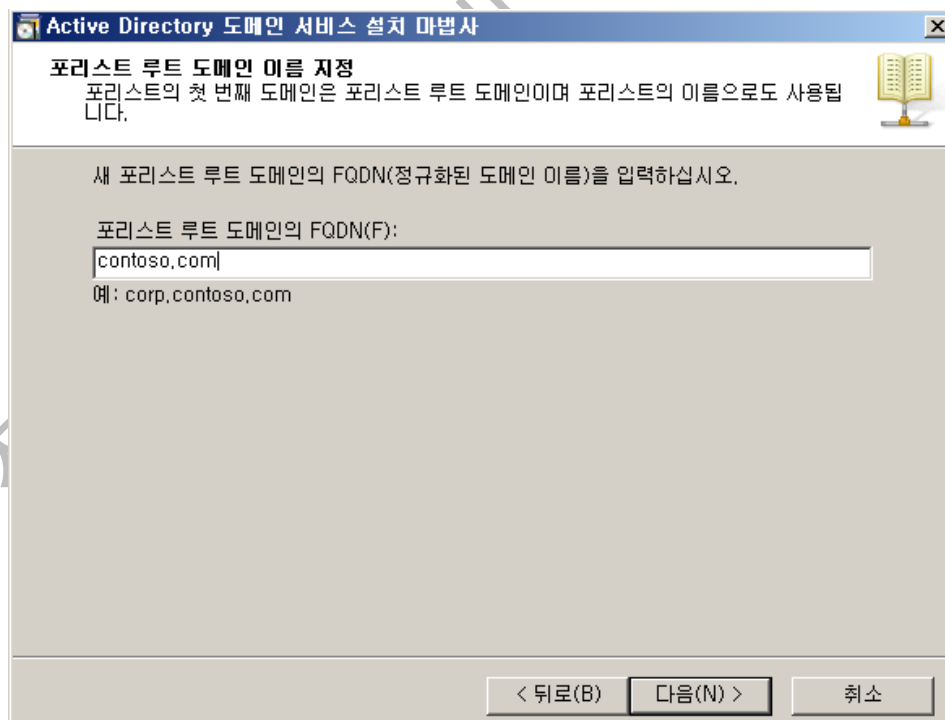 Active Directory 도메인 서비스 설치 마법사
포리스트 루트 도메인 이름 지정
포리스트의 첫 번째 도메인은 포리스트 루트 도메인이며 포리스트의 이름으로도 사용됩
니다.
새 포리스트 루트 도메인의 FQDN(정규화된 도메인 이름)을 입력하십시오.
포리스트 루트 도메인의 FQDN(F):
contoso.com
예: corp.contoso.com
< 뒤로(B) 다음(N) > 취소